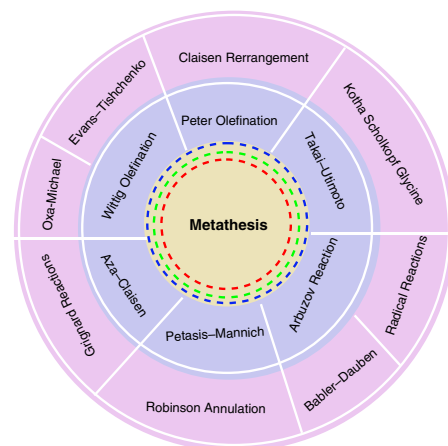 Claisen Rerrangement
Evans–Tishchenko
Kotha Scholkopf Glycine
Peter Olefination
Wittig Olefination
Takai–Utimoto
Oxa-Michael
Metathesis
Aza–Claisen
Arbuzov Reaction
Grignard Reactions
Radical Reactions
Petasis–Mannich
Babler–Dauben
Robinson Annulation